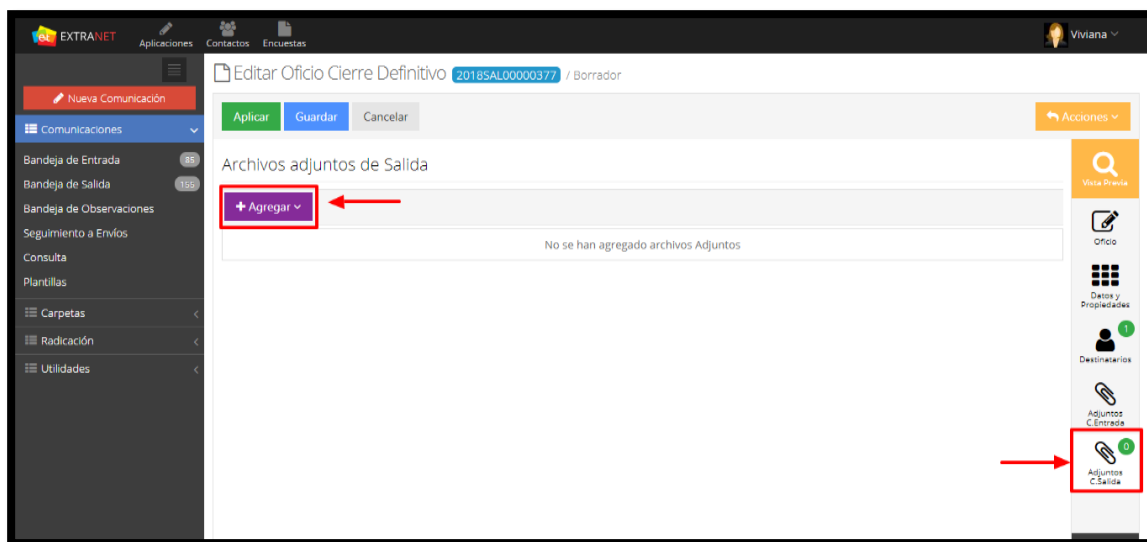 EXTRANET
Aplicaciones
Contactos
Encuestas
Viviana
Nueva Comunicación
Comunicaciones
Bandeja de Entrada 85
Bandeja de Salida 155
Bandeja de Observaciones
Seguimiento a Envíos
Consulta
Plantillas
Carpetas
Radicación
Utilidades
Editar Oficio Cierre Definitivo 2018SAL00000377 / Borrador
Aplicar Guardar Cancelar
Acciones
Archivos adjuntos de Salida
+ Agregar
No se han agregado archivos Adjuntos
Vista Previa
Oficio
Datos y
Propiedades
1
Destinatarios
Adjuntos
C.Entrada
0
Adjuntos
C.Salida